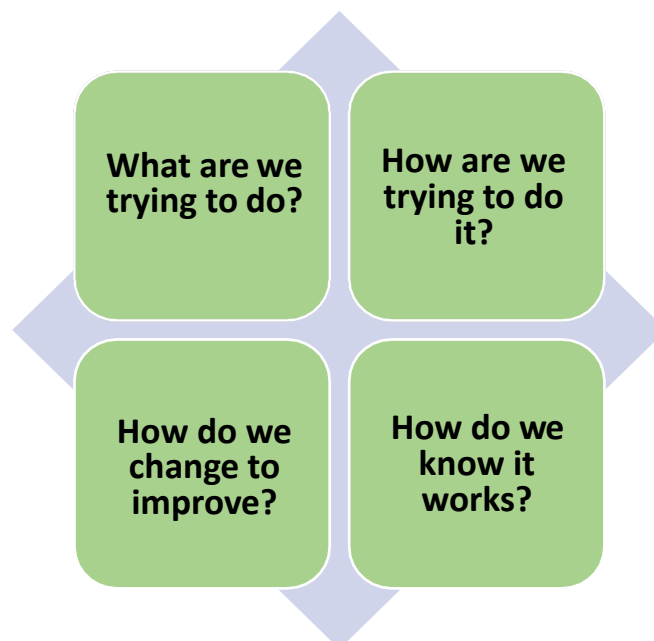 What are we
trying to do?
How are we
trying to do
it?
How do we
change to
improve?
How do we
know it
works?